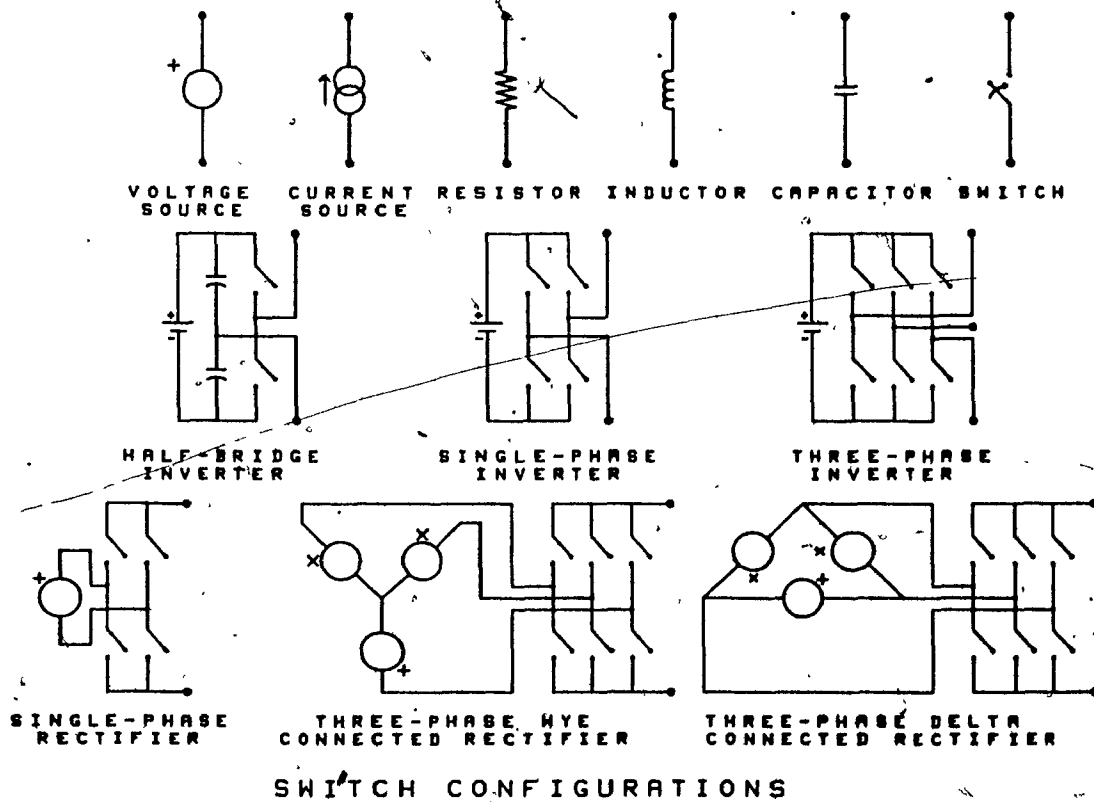 VOLTAGE SOURCE
CURRENT SOURCE
RESISTOR
INDUCTOR
CAPACITOR
SWITCH
HALF-BRIDGE
INVERTER
SINGLE-PHASE
INVERTER
THREE-PHASE
INVERTER
SINGLE-PHASE
RECTIFIER
THREE-PHASE WYE
CONNECTED RECTIFIER
THREE-PHASE DELTA
CONNECTED RECTIFIER
SWITCH CONFIGURATIONS